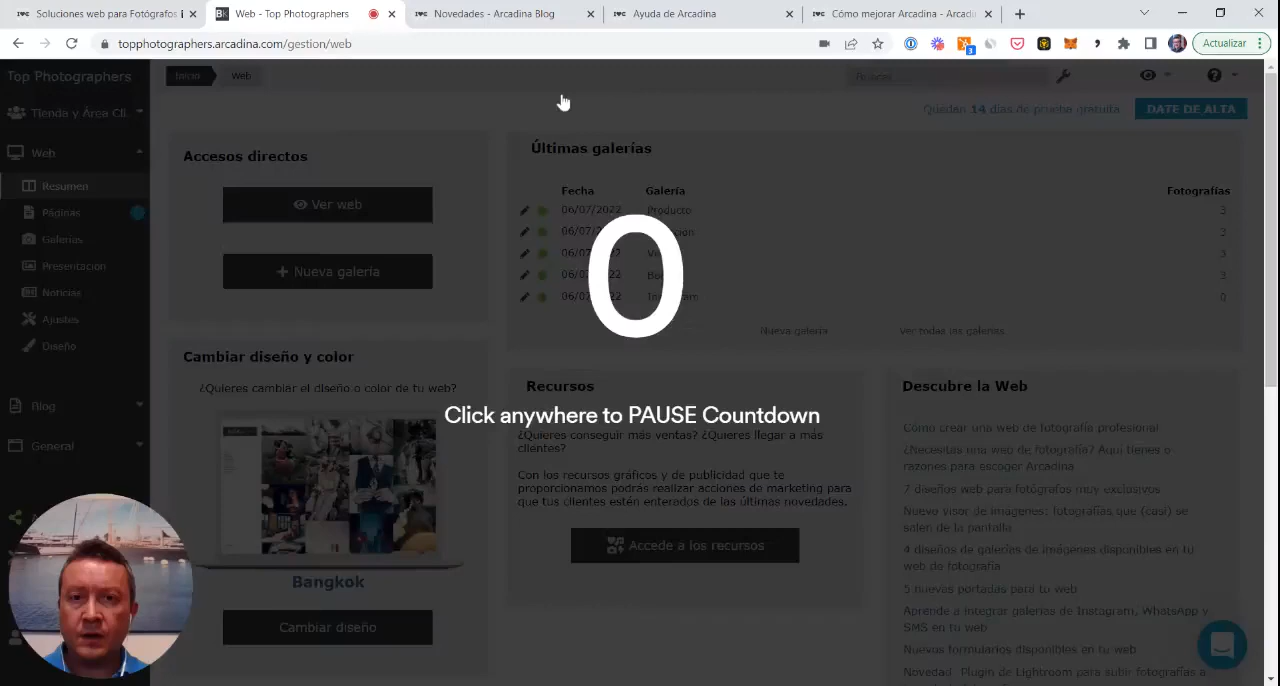 Soluciones web para Fotógrafos
Web - Top Photographers
Novedades - Arcadina Blog
Ayuda de Arcadina
Cómo mejorar Arcadina - Arcadi
topphotographers.arcadina.com/gestion/web
3
Actualizar
Top Photographers
Inicio
Web
Buscar
Tienda y Área Cli
Quedan 14 días de prueba gratuita
DATE DE ALTA
Web
Resumen
Páginas
Galerías
Presentación
Noticias
Ajustes
Diseño
Blog
General
Accesos directos
Ver web
Nueva galería
Últimas galerías
Fecha
Galería
Fotografías
06/07/2022
Producto
3
06/07/2022
3
06/07/2022
3
06/07/2022
3
0
Nueva galería
Ver todas las galerías
0
Click anywhere to PAUSE Countdown
Cambiar diseño y color
¿Quieres cambiar el diseño o color de tu web?
Bangkok
Cambiar diseño
Recursos
¿Quieres conseguir más ventas? ¿Quieres llegar a más
clientes?
Con los recursos gráficos y de publicidad que te
proporcionamos podrás realizar acciones de marketing para
que tus clientes estén enterados de las últimas novedades.
Accede a los recursos
Descubre la Web
Cómo crear una web de fotografía profesional
¿Necesitas una web de fotografía? Aquí tienes 6
razones para escoger Arcadina
7 diseños web para fotógrafos muy exclusivos
Nuevo visor de imágenes: fotografías que (casi) se
salen de la pantalla
4 diseños de galerías de imágenes disponibles en tu
web de fotografía
5 nuevas portadas para tu web
Aprende a integrar galerías de Instagram, WhatsApp y
SMS en tu web
Nuevos formularios disponibles en tu web
Novedad: Plugin de Lightroom para subir fotografías a